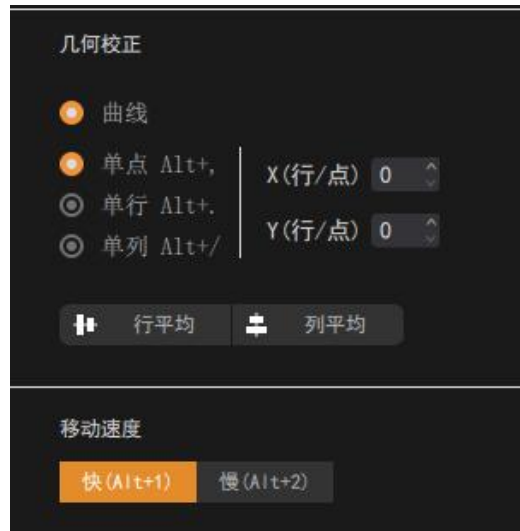 几何校正
曲线
单点 Alt+,
单行 Alt+.
单列 Alt+/
X(行/点) 0
Y(行/点) 0
行平均 列平均
移动速度
快(Alt+1) 慢(Alt+2)